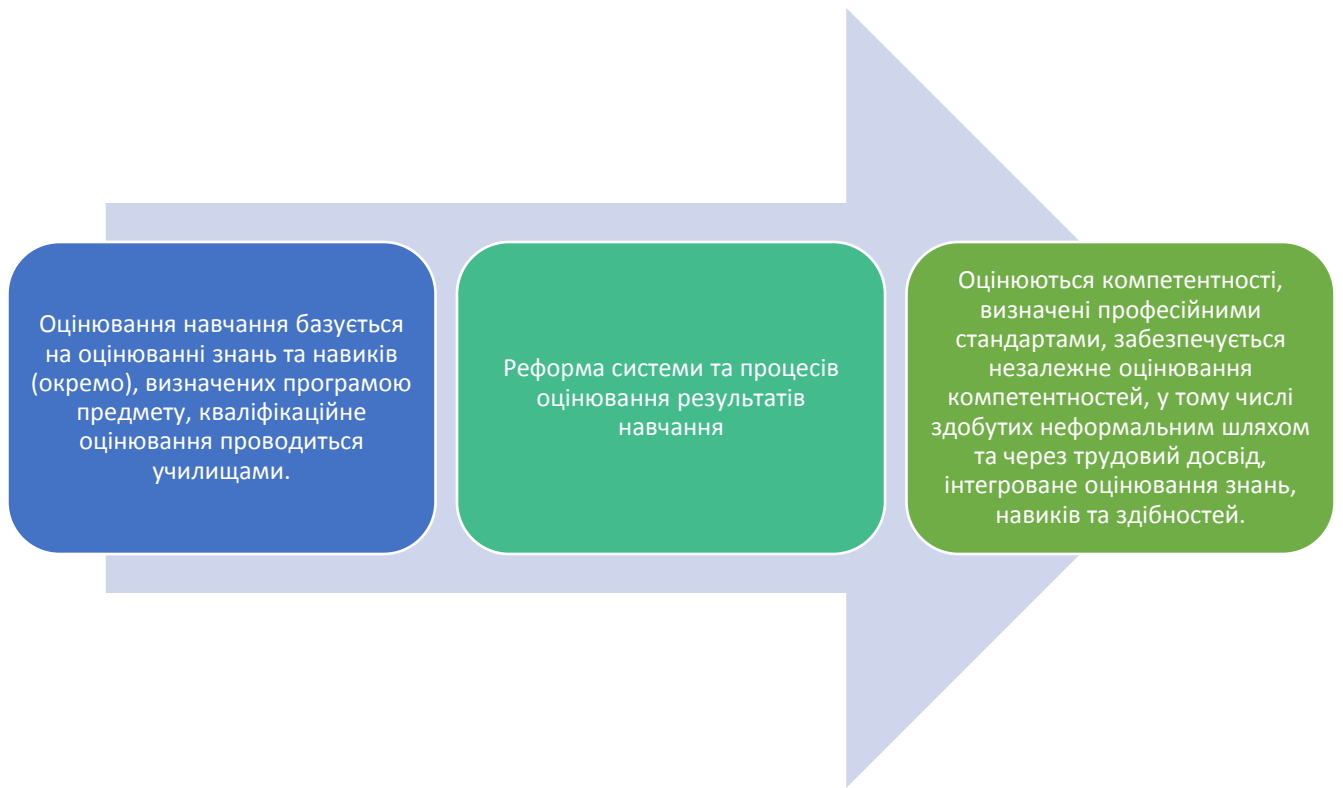 Оцінювання навчання базується
на оцінюванні знань та навиків
(окремо), визначених програмою
предмету, кваліфікаційне
оцінювання проводиться
училищами.
Реформа системи та процесів
оцінювання результатів
навчання
Оцінюються компетентності,
визначені професійними
стандартами, забезпечується
незалежне оцінювання
компетентностей, у тому числі
здобутих неформальним шляхом
та через трудовий досвід,
інтегроване оцінювання знань,
навиків та здібностей.